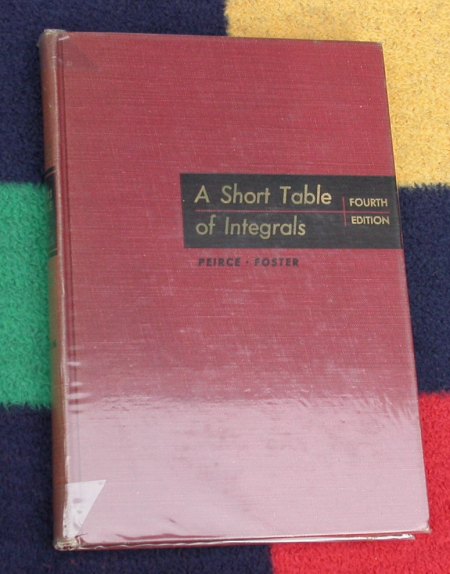 A Short Table
of Integrals
FOURTH
EDITION
PEIRCE · FOSTER